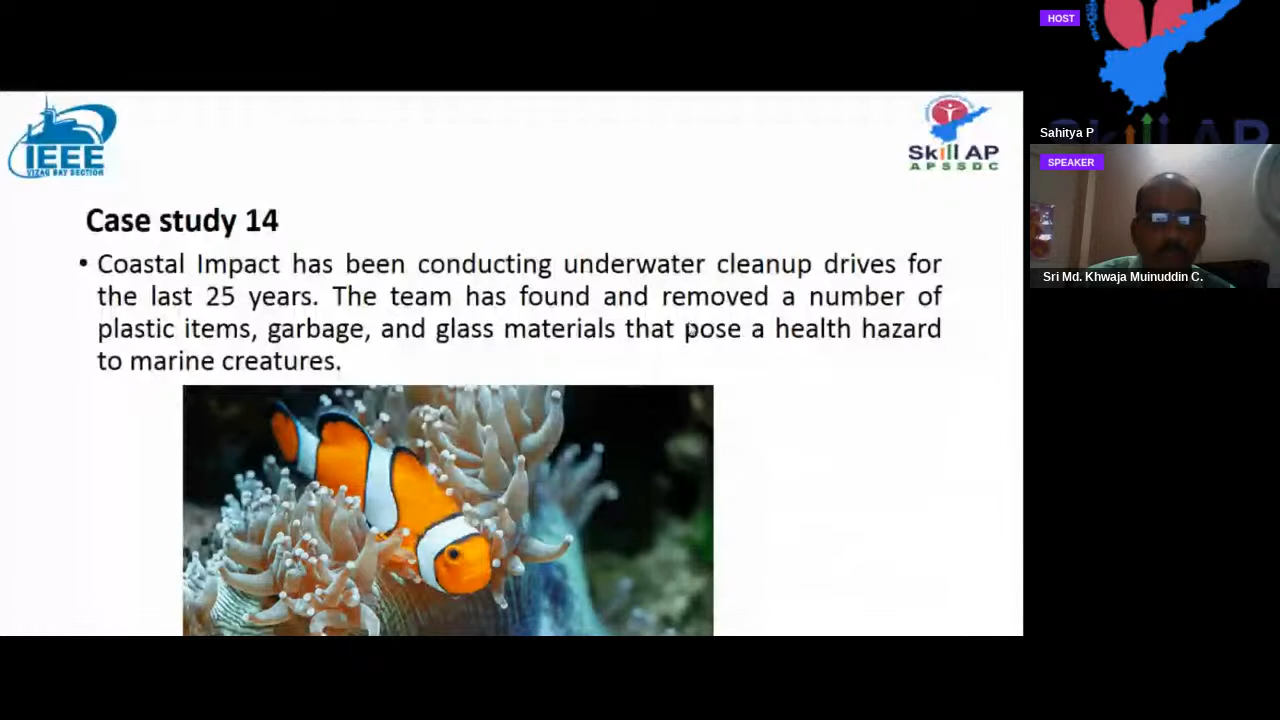 HOST
Sahitya P
SPEAKER
Sri Md. Khwaja Muinuddin C.
IEEE
VIZAG BAY SECTION
Skill AP
APSSDC
Case study 14
• Coastal Impact has been conducting underwater cleanup drives for
the last 25 years. The team has found and removed a number of
plastic items, garbage, and glass materials that pose a health hazard
to marine creatures.